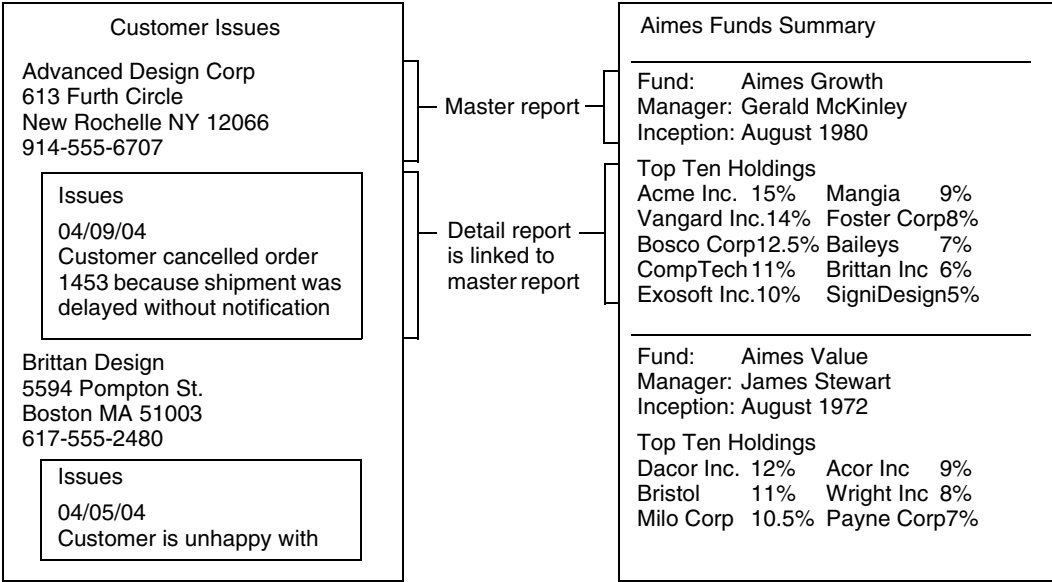 Customer Issues
Advanced Design Corp
613 Furth Circle
New Rochelle NY 12066
914-555-6707
Issues
04/09/04
Customer cancelled order
1453 because shipment was
delayed without notification
Brittan Design
5594 Pompton St.
Boston MA 51003
617-555-2480
Issues
04/05/04
Customer is unhappy with
Master report
Detail report
is linked to
master report
Aimes Funds Summary
Fund: Aimes Growth
Manager: Gerald McKinley
Inception: August 1980
Top Ten Holdings
Acme Inc. 15% Mangia 9%
Vangard Inc.14% Foster Corp8%
Bosco Corp12.5% Baileys 7%
CompTech11% Brittan Inc 6%
Exosoft Inc.10% SigniDesign5%
Fund: Aimes Value
Manager: James Stewart
Inception: August 1972
Top Ten Holdings
Dacor Inc. 12% Acor Inc 9%
Bristol 11% Wright Inc 8%
Milo Corp 10.5% Payne Corp7%